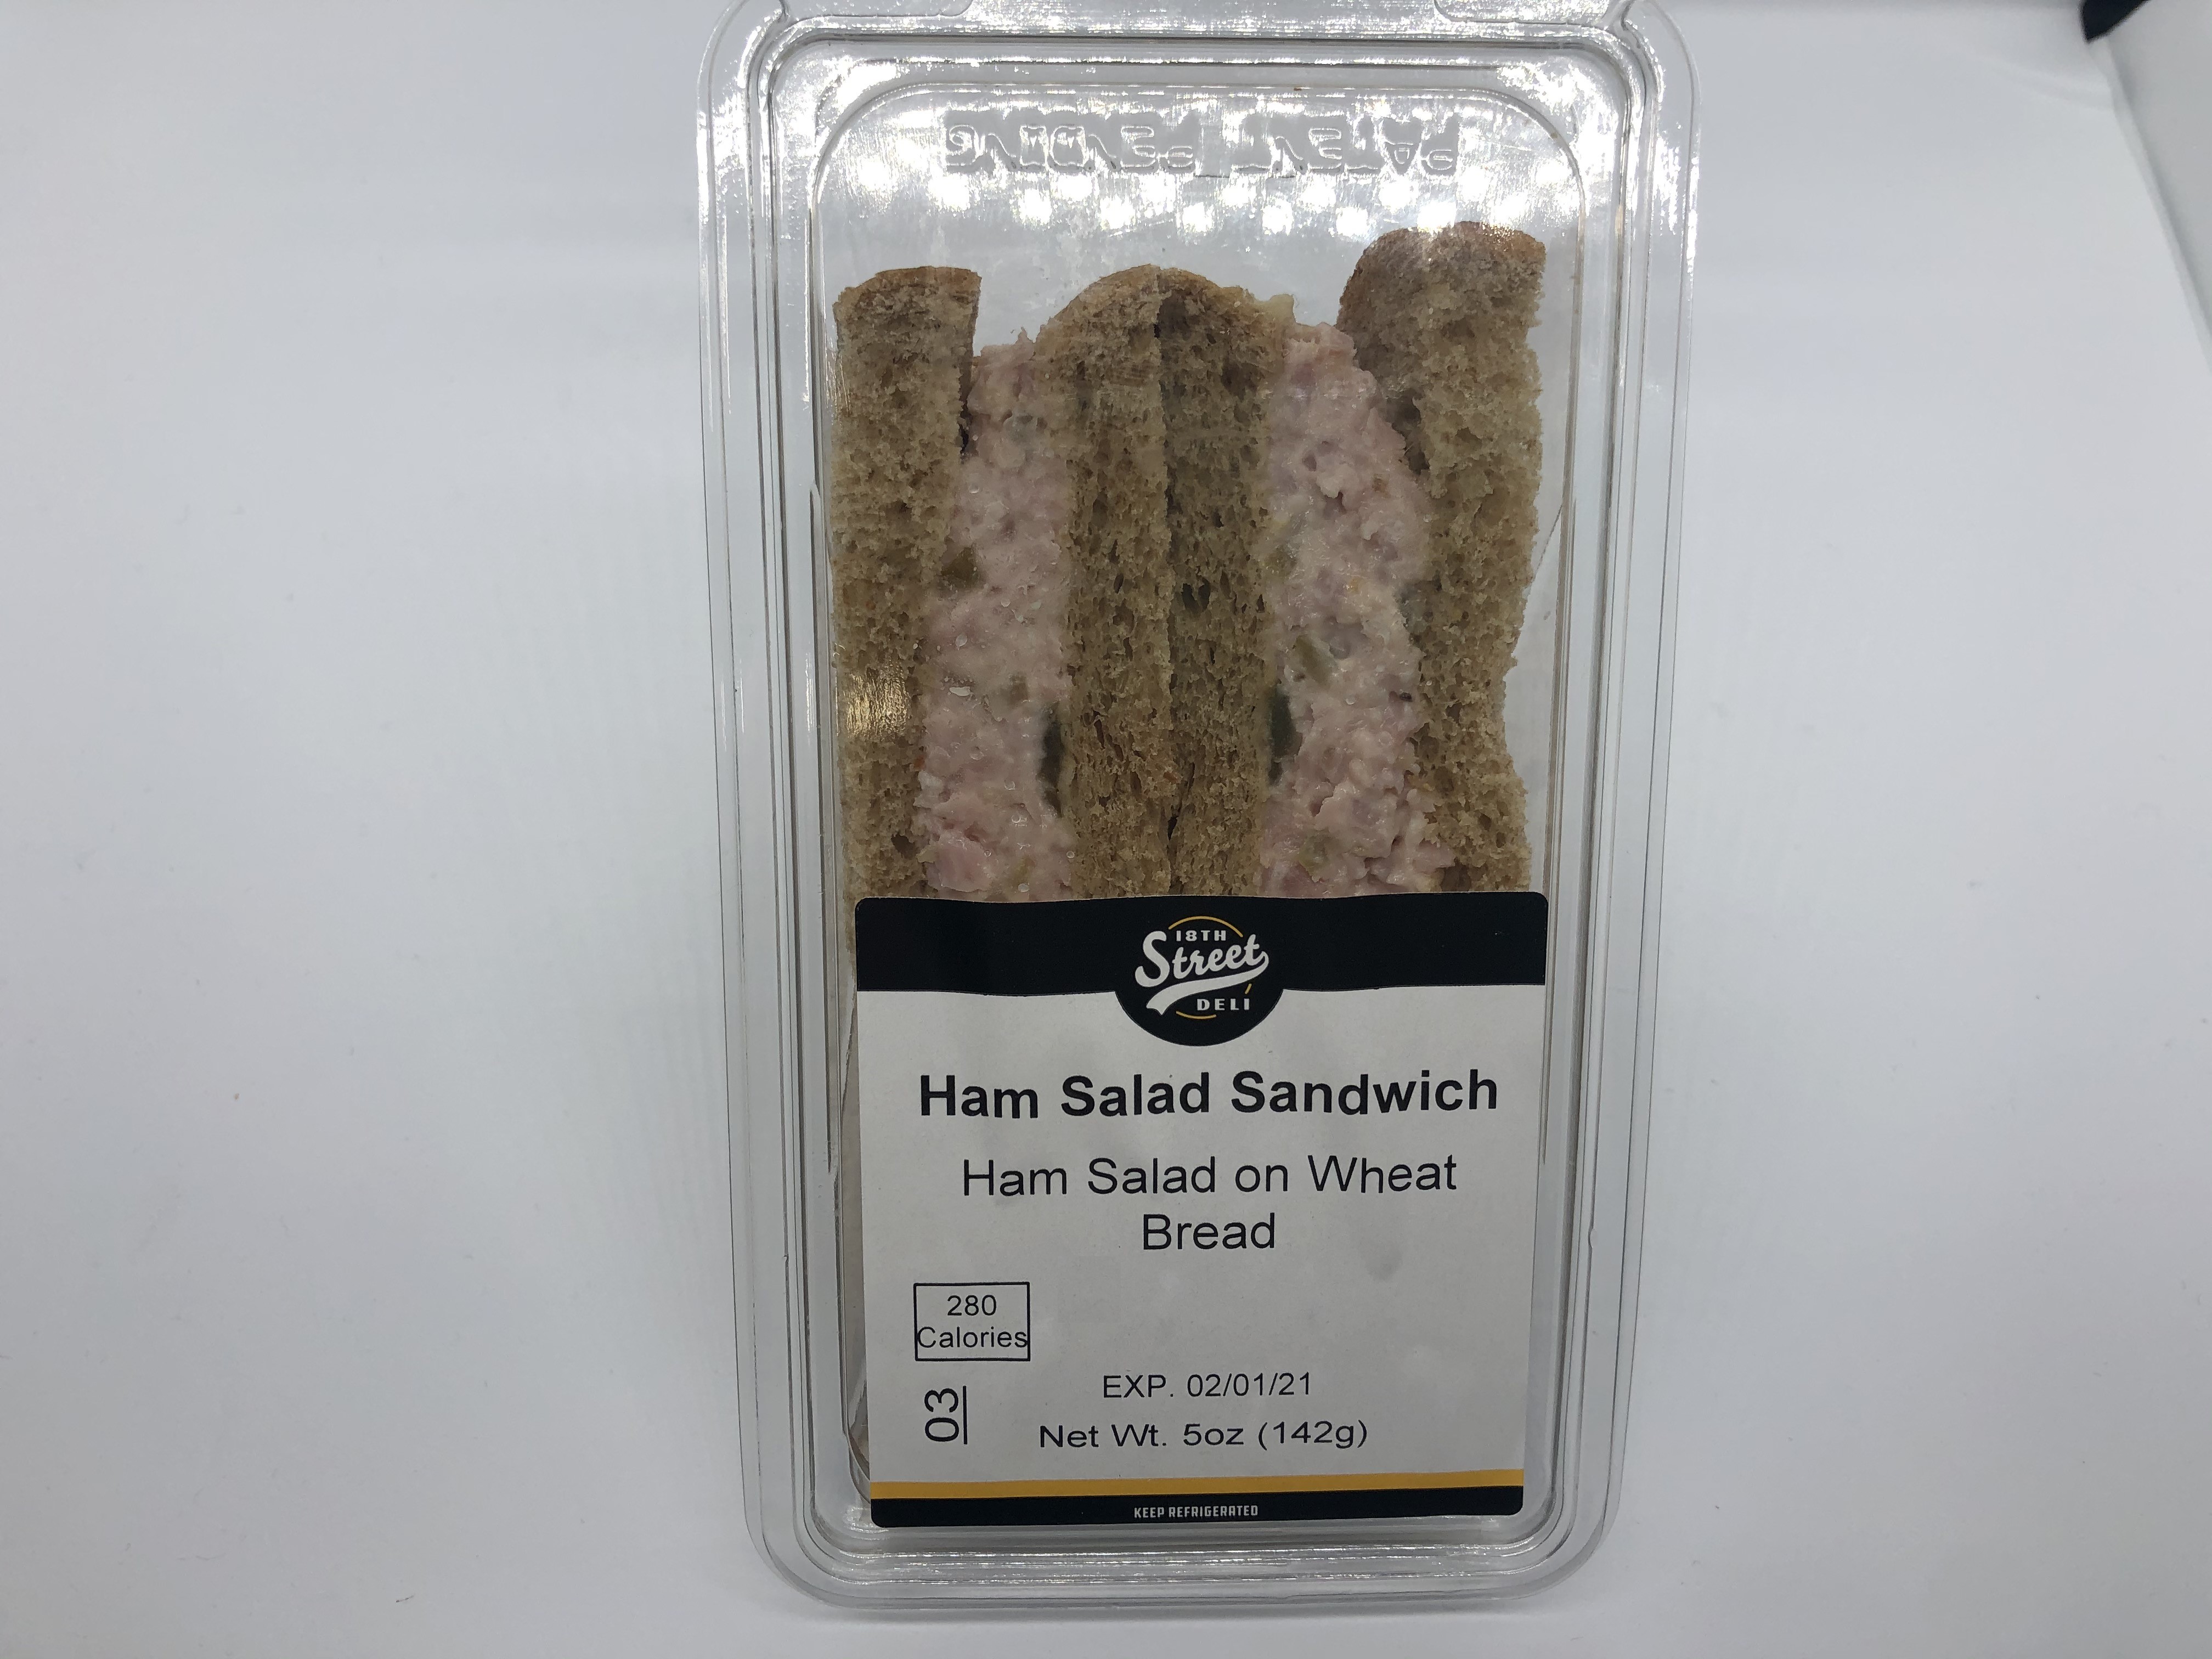 PATENT PENDING
18TH
Street
DELI
Ham Salad Sandwich
Ham Salad on Wheat
Bread
280
Calories
03
EXP. 02/01/21
Net Wt. 5oz (142g)
KEEP REFRIGERATED